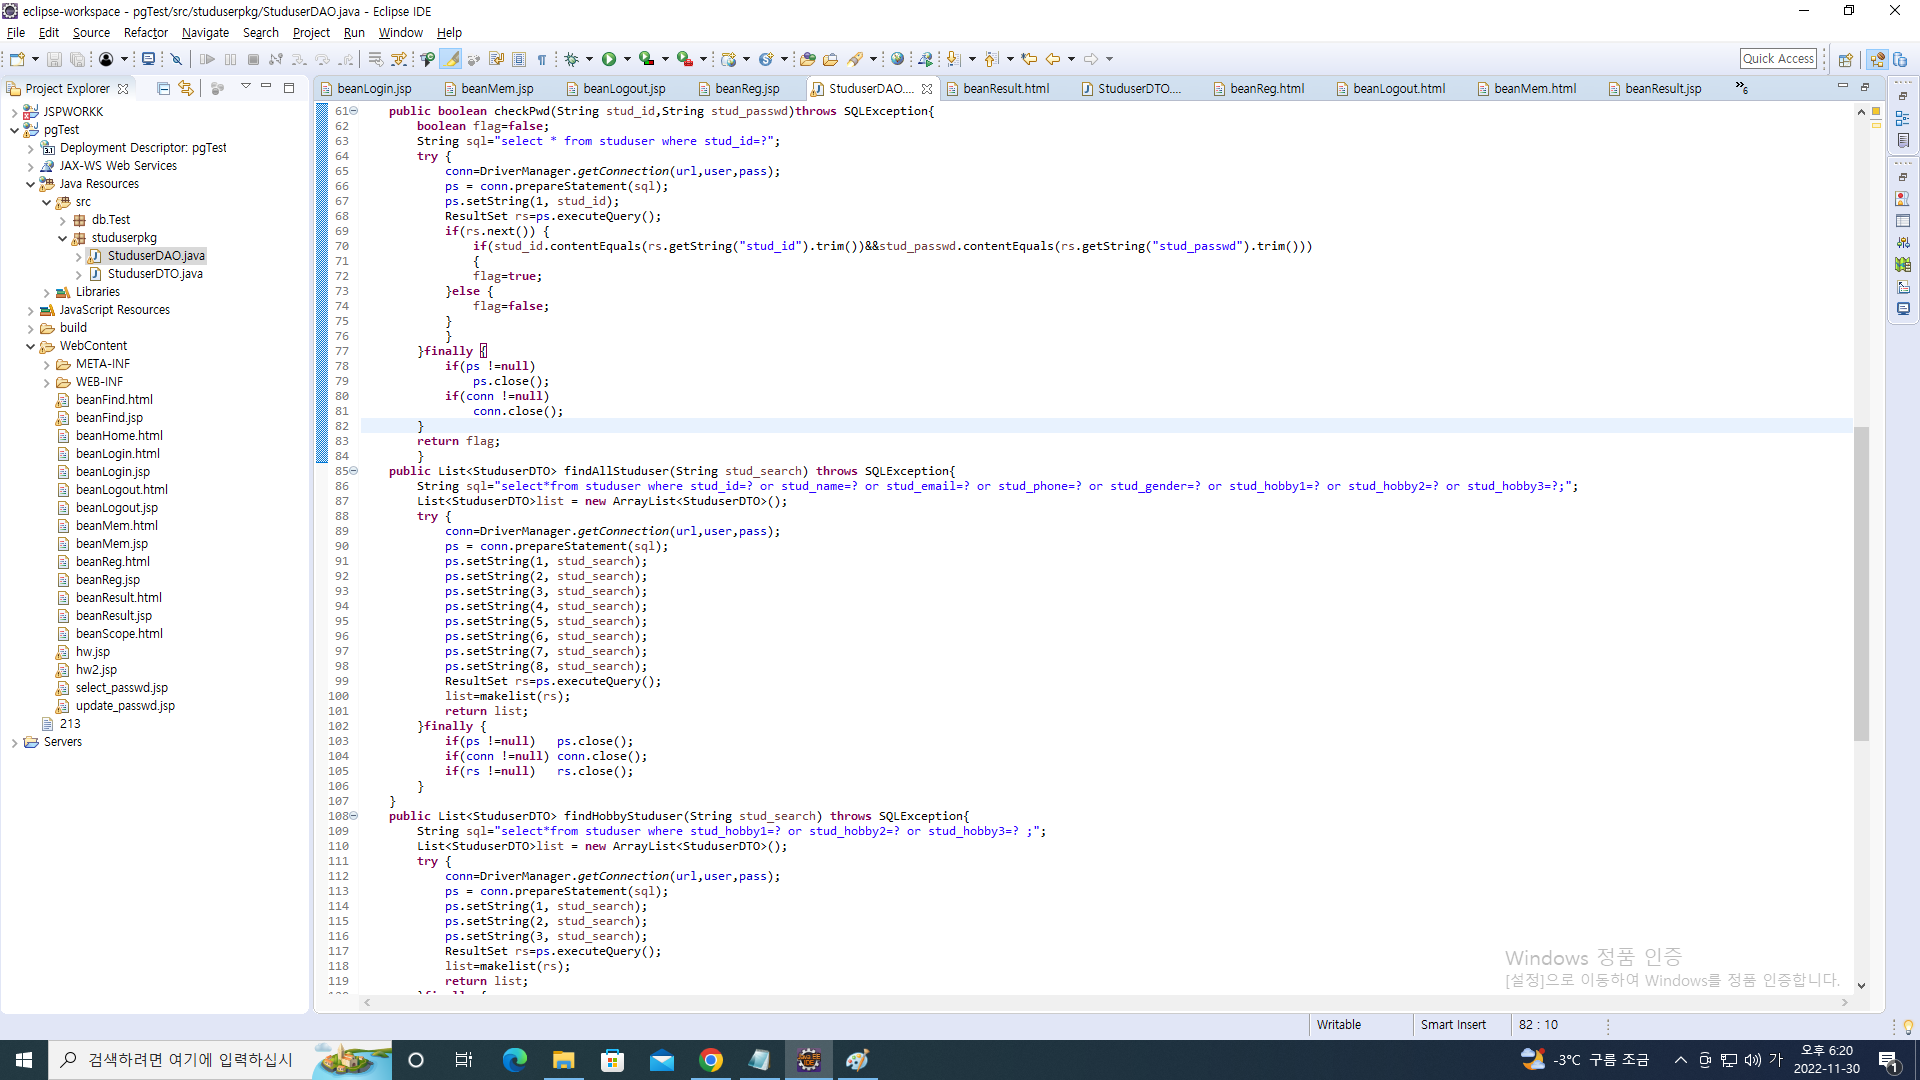 eclipse-workspace - pgTest/src/studuserpkg/StuduserDAO.java - Eclipse IDE
File Edit Source Refactor Navigate Search Project Run Window Help
Quick Access
Project Explorer
beanLogin.jsp beanMem.jsp beanLogout.jsp beanReg.jsp StuduserDAO.... beanResult.html StuduserDTO.... beanReg.html beanLogout.html beanMem.html beanResult.jsp »6
JSPWORKK
pgTest
Deployment Descriptor: pgTest
JAX-WS Web Services
Java Resources
src
db.Test
studuserpkg
StuduserDAO.java
StuduserDTO.java
Libraries
JavaScript Resources
build
WebContent
META-INF
WEB-INF
beanFind.html
beanFind.jsp
beanHome.html
beanLogin.html
beanLogin.jsp
beanLogout.html
beanLogout.jsp
beanMem.html
beanMem.jsp
beanReg.html
beanReg.jsp
beanResult.html
beanResult.jsp
beanScope.html
hw.jsp
hw2.jsp
select_passwd.jsp
update_passwd.jsp
213
Servers
61 public boolean checkPwd(String stud_id,String stud_passwd)throws SQLException{
62 boolean flag=false;
63 String sql="select * from studuser where stud_id=?";
64 try {
65 conn=DriverManager.getConnection(url,user,pass);
66 ps = conn.prepareStatement(sql);
67 ps.setString(1, stud_id);
68 ResultSet rs=ps.executeQuery();
69 if(rs.next()) {
70 if(stud_id.contentEquals(rs.getString("stud_id").trim())&&stud_passwd.contentEquals(rs.getString("stud_passwd").trim()))
71 {
72 flag=true;
73 }else {
74 flag=false;
75 }
76 }
77 }finally {
78 if(ps !=null)
79 ps.close();
80 if(conn !=null)
81 conn.close();
82 }
83 return flag;
84 }
85 public List<StuduserDTO> findAllStuduser(String stud_search) throws SQLException{
86 String sql="select*from studuser where stud_id=? or stud_name=? or stud_email=? or stud_phone=? or stud_gender=? or stud_hobby1=? or stud_hobby2=? or stud_hobby3=?;";
87 List<StuduserDTO>list = new ArrayList<StuduserDTO>();
88 try {
89 conn=DriverManager.getConnection(url,user,pass);
90 ps = conn.prepareStatement(sql);
91 ps.setString(1, stud_search);
92 ps.setString(2, stud_search);
93 ps.setString(3, stud_search);
94 ps.setString(4, stud_search);
95 ps.setString(5, stud_search);
96 ps.setString(6, stud_search);
97 ps.setString(7, stud_search);
98 ps.setString(8, stud_search);
99 ResultSet rs=ps.executeQuery();
100 list=makelist(rs);
101 return list;
102 }finally {
103 if(ps !=null) ps.close();
104 if(conn !=null) conn.close();
105 if(rs !=null) rs.close();
106 }
107 }
108 public List<StuduserDTO> findHobbyStuduser(String stud_search) throws SQLException{
109 String sql="select*from studuser where stud_hobby1=? or stud_hobby2=? or stud_hobby3=? ;";
110 List<StuduserDTO>list = new ArrayList<StuduserDTO>();
111 try {
112 conn=DriverManager.getConnection(url,user,pass);
113 ps = conn.prepareStatement(sql);
114 ps.setString(1, stud_search);
115 ps.setString(2, stud_search);
116 ps.setString(3, stud_search);
117 ResultSet rs=ps.executeQuery();
118 list=makelist(rs);
119 return list;
Windows 정품 인증
[설정]으로 이동하여 Windows를 정품 인증합니다.
Writable Smart Insert 82 : 10
검색하려면 여기에 입력하십시
-3°C 구름 조금 가 오후 6:20
2022-11-30
1